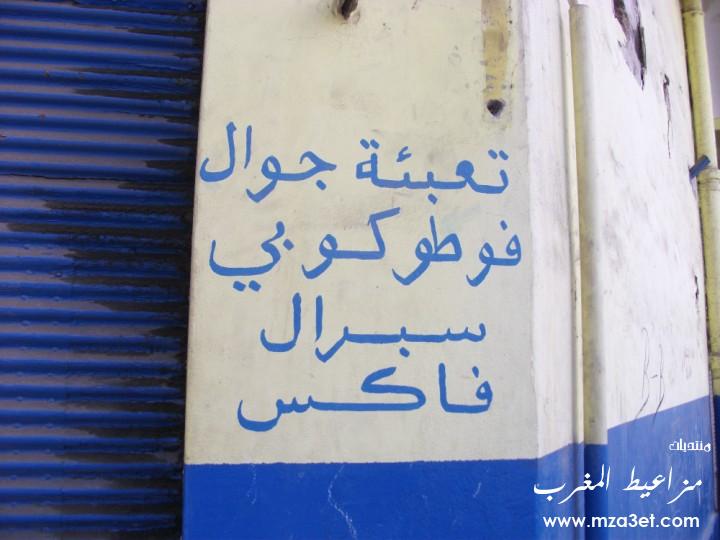 تعبئة جوال
فوطوكوبي
سبرال
فاكس
منتديات
مزاعيط المغرب
www.mza3et.com